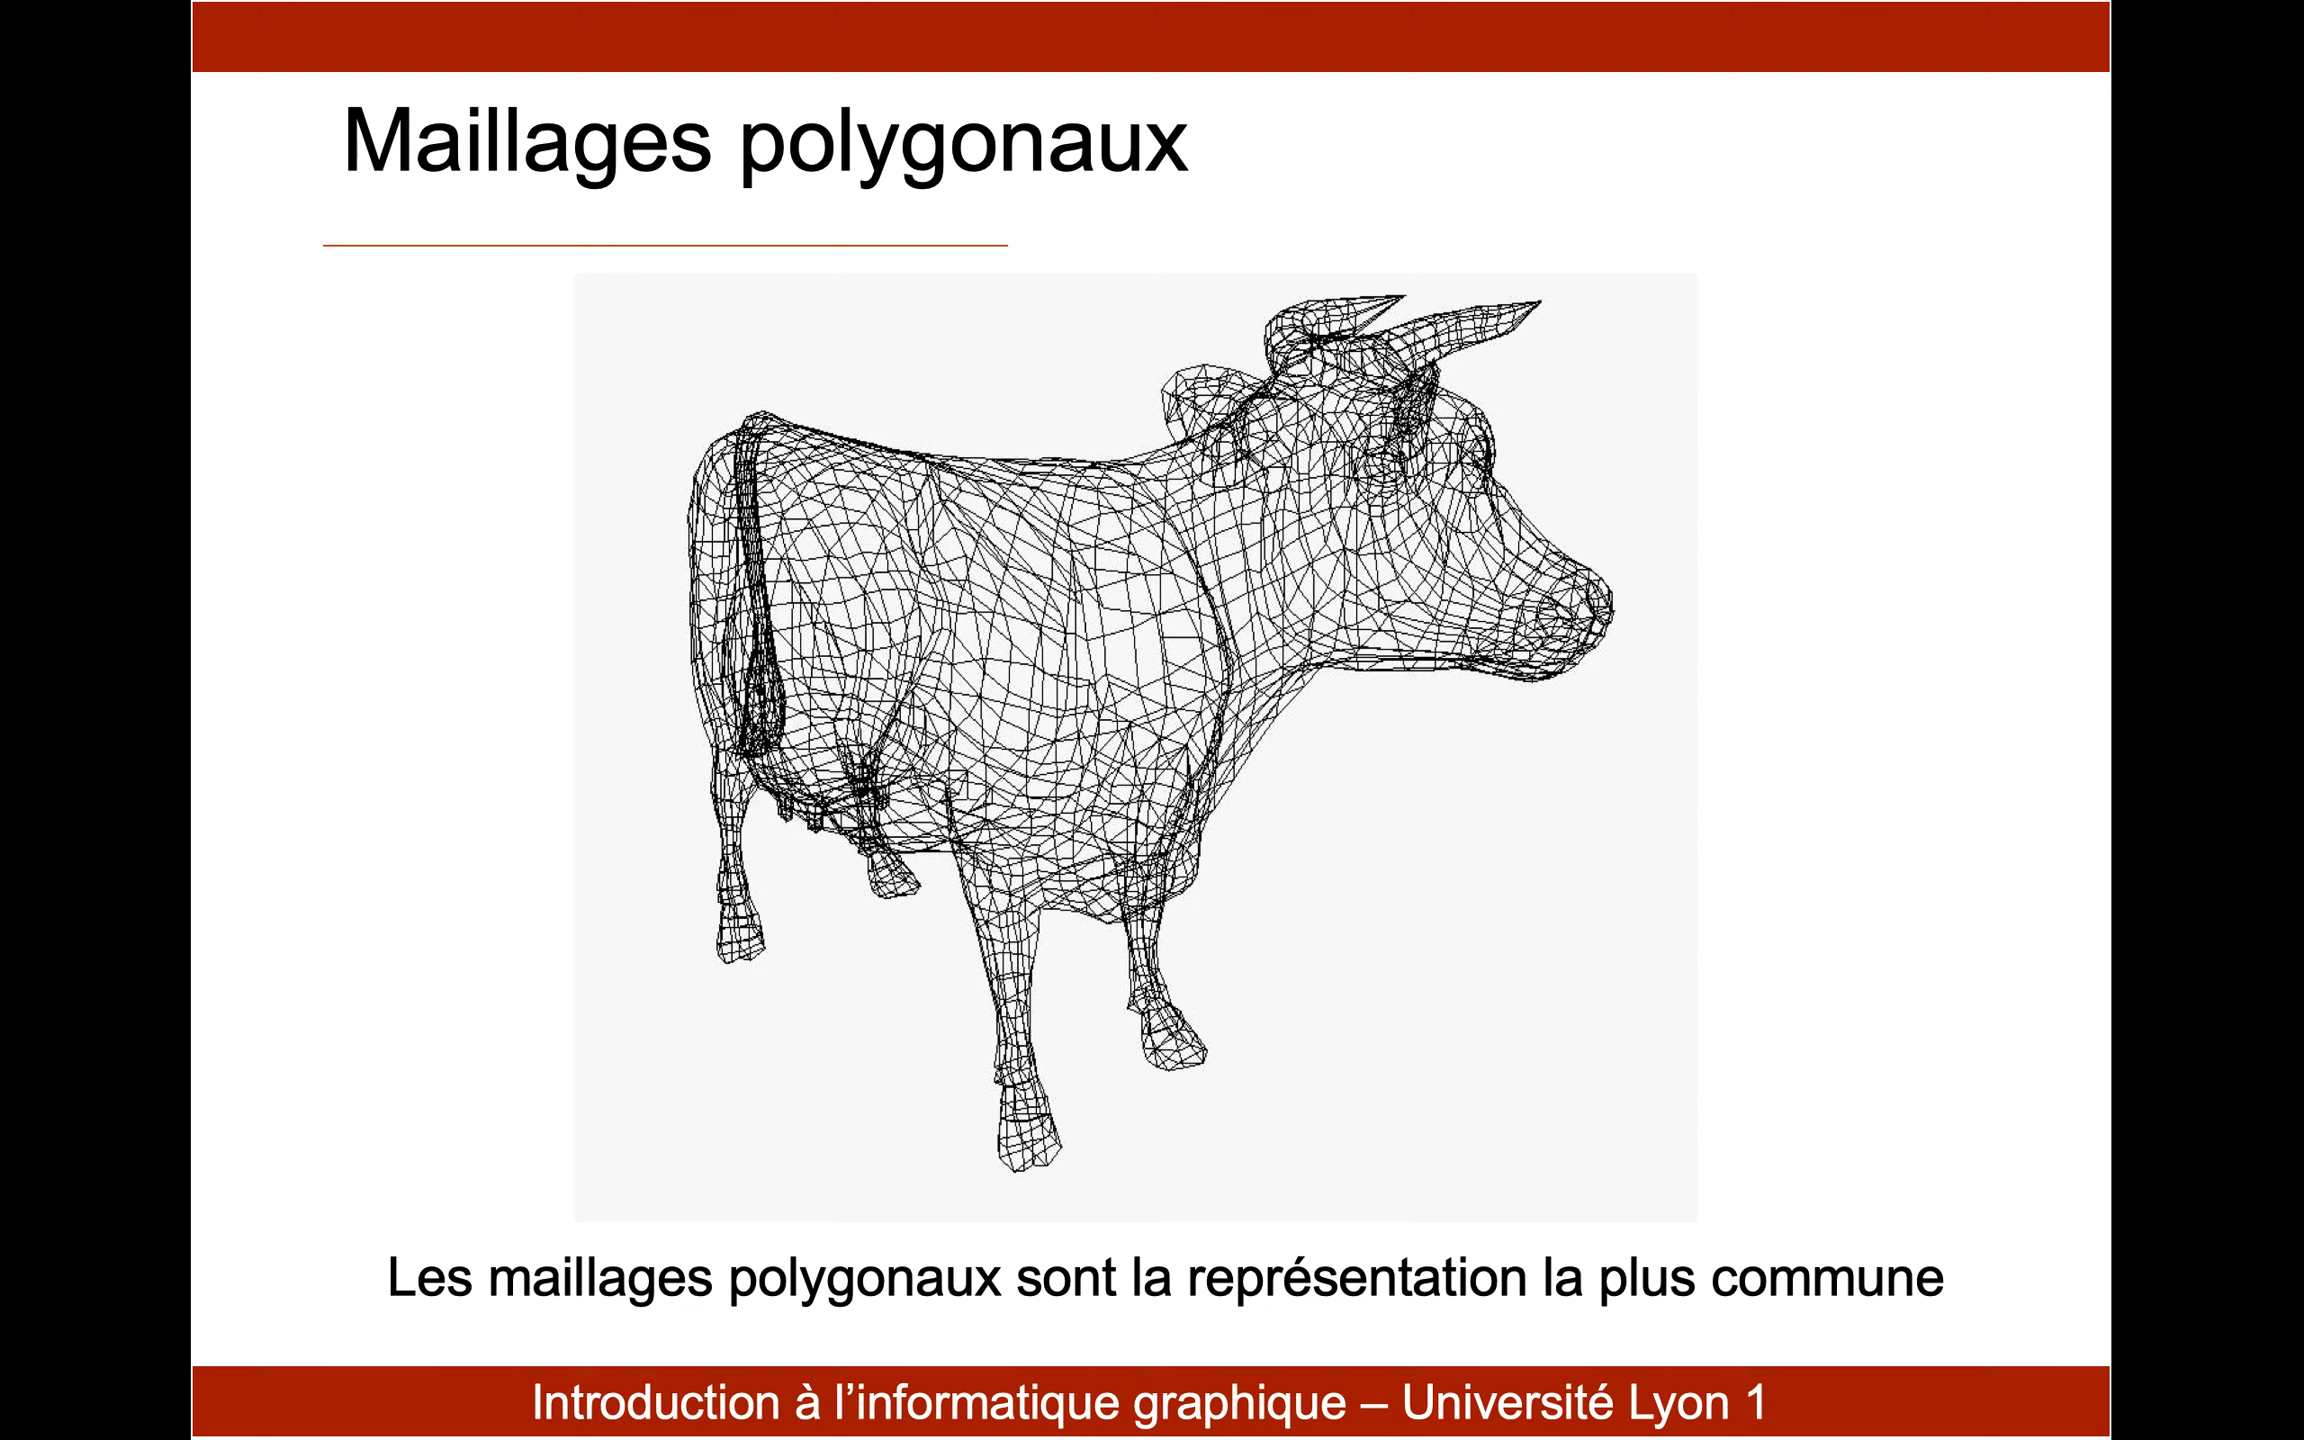 Maillages polygonaux
Les maillages polygonaux sont la représentation la plus commune
Introduction à l’informatique graphique – Université Lyon 1